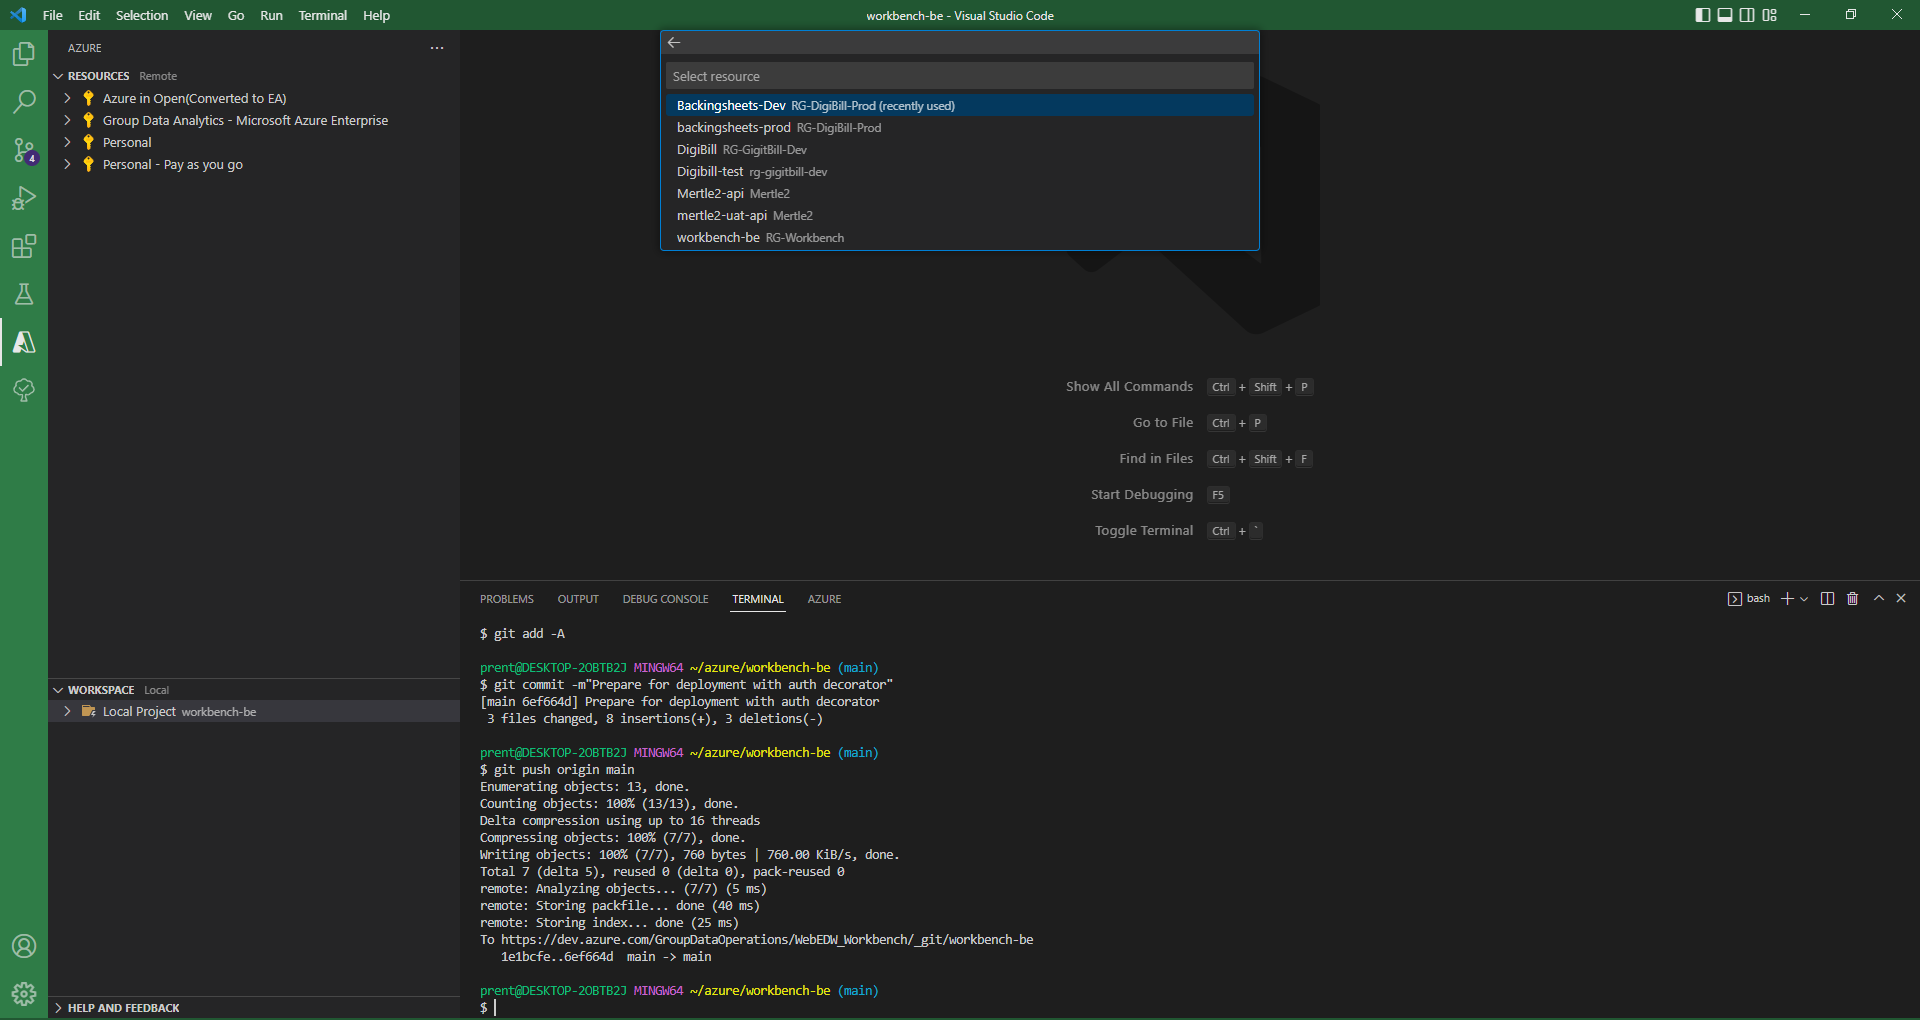 File Edit Selection View Go Run Terminal Help
workbench-be - Visual Studio Code
AZURE
RESOURCES Remote
Azure in Open(Converted to EA)
Group Data Analytics - Microsoft Azure Enterprise
Personal
Personal - Pay as you go
4
WORKSPACE Local
Local Project workbench-be
HELP AND FEEDBACK
Select resource
Backingsheets-Dev RG-DigiBill-Prod (recently used)
backingsheets-prod RG-DigiBill-Prod
DigiBill RG-GigitBill-Dev
Digibill-test rg-gigitbill-dev
Mertle2-api Mertle2
mertle2-uat-api Mertle2
workbench-be RG-Workbench
Show All Commands Ctrl + Shift + P
Go to File Ctrl + P
Find in Files Ctrl + Shift + F
Start Debugging F5
Toggle Terminal Ctrl + `
PROBLEMS OUTPUT DEBUG CONSOLE TERMINAL AZURE
bash
$ git add -A
prent@DESKTOP-2OBTB2J MINGW64 ~/azure/workbench-be (main)
$ git commit -m"Prepare for deployment with auth decorator"
[main 6ef664d] Prepare for deployment with auth decorator
3 files changed, 8 insertions(+), 3 deletions(-)
prent@DESKTOP-2OBTB2J MINGW64 ~/azure/workbench-be (main)
$ git push origin main
Enumerating objects: 13, done.
Counting objects: 100% (13/13), done.
Delta compression using up to 16 threads
Compressing objects: 100% (7/7), done.
Writing objects: 100% (7/7), 760 bytes | 760.00 KiB/s, done.
Total 7 (delta 5), reused 0 (delta 0), pack-reused 0
remote: Analyzing objects... (7/7) (5 ms)
remote: Storing packfile... done (40 ms)
remote: Storing index... done (25 ms)
To https://dev.azure.com/GroupDataOperations/WebEDW_Workbench/_git/workbench-be
1e1bcfe..6ef664d main -> main
prent@DESKTOP-2OBTB2J MINGW64 ~/azure/workbench-be (main)
$